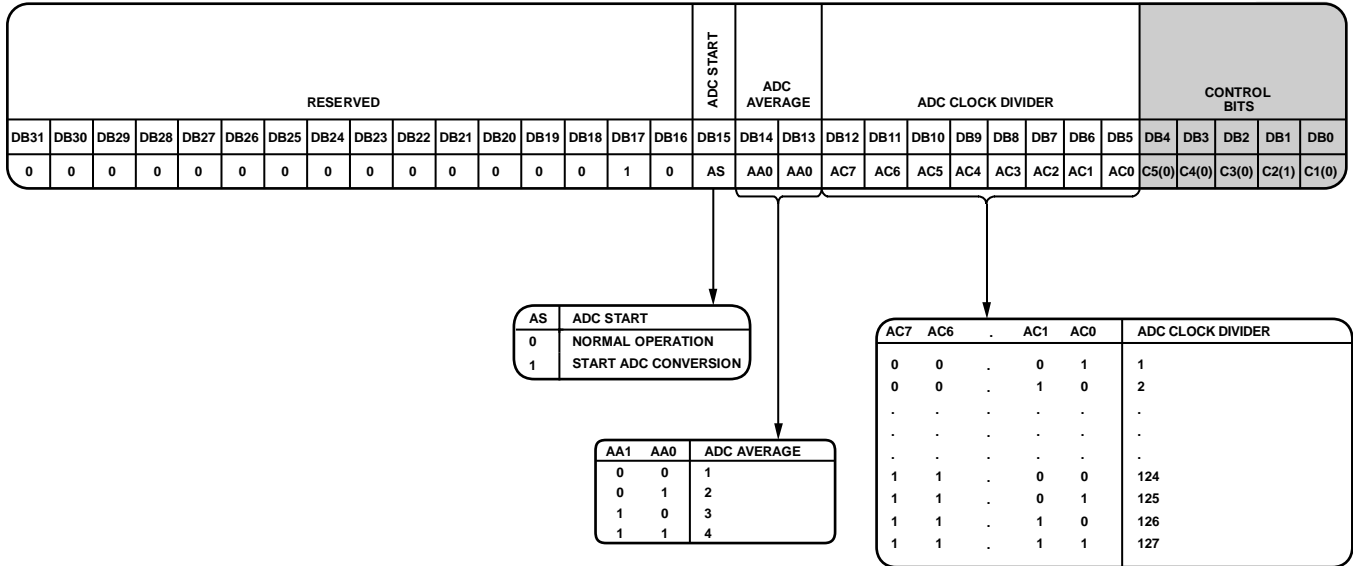 RESERVED ADC START ADC AVERAGE ADC CLOCK DIVIDER CONTROL BITS
DB31 DB30 DB29 DB28 DB27 DB26 DB25 DB24 DB23 DB22 DB21 DB20 DB19 DB18 DB17 DB16 DB15 DB14 DB13 DB12 DB11 DB10 DB9 DB8 DB7 DB6 DB5 DB4 DB3 DB2 DB1 DB0
0 0 0 0 0 0 0 0 0 0 0 0 0 0 1 0 AS AA0 AA0 AC7 AC6 AC5 AC4 AC3 AC2 AC1 AC0 C5(0) C4(0) C3(0) C2(1) C1(0)
AS ADC START
0 NORMAL OPERATION
1 START ADC CONVERSION
AA1 AA0 ADC AVERAGE
0 0 1
0 1 2
1 0 3
1 1 4
AC7 AC6 . AC1 AC0 ADC CLOCK DIVIDER
0 0 . 0 1 1
0 0 . 1 0 2
. . . . . .
. . . . . .
. . . . . .
1 1 . 0 0 124
1 1 . 0 1 125
1 1 . 1 0 126
1 1 . 1 1 127